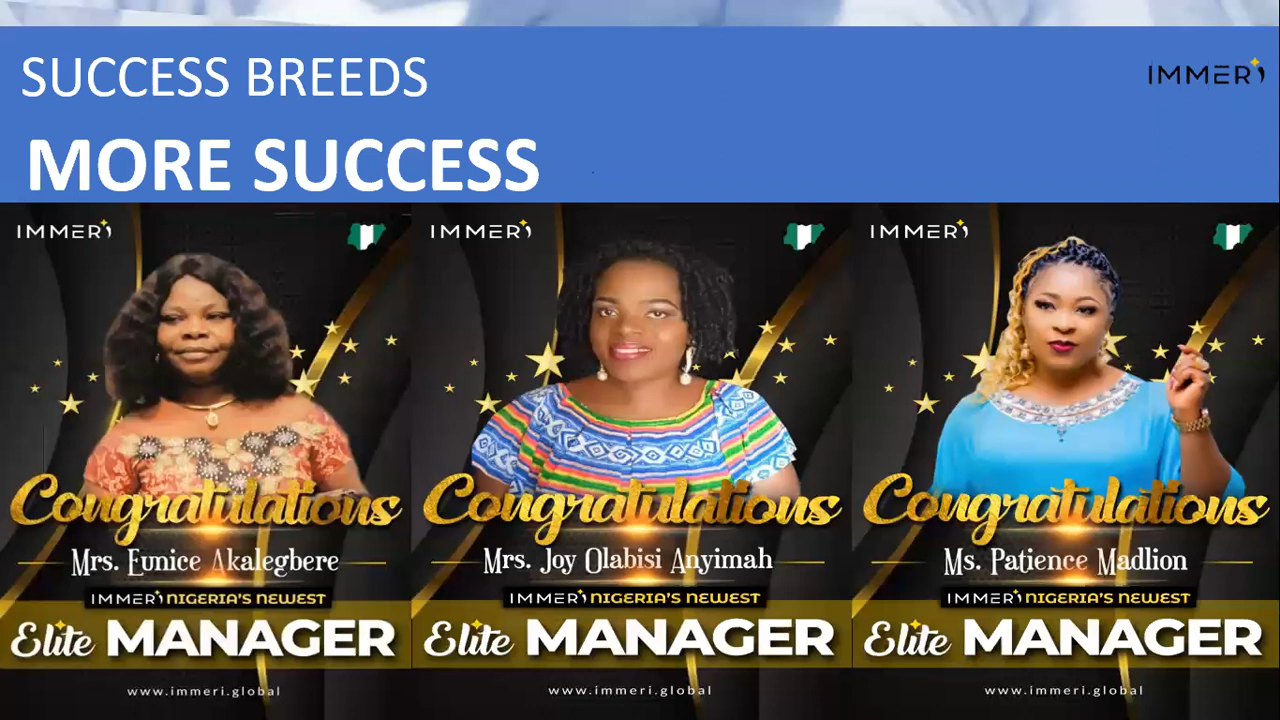 SUCCESS BREEDS
IMMERI
MORE SUCCESS
IMMERI
Congratulations
Mrs. Eunice Akalegbere
IMMERI NIGERIA'S NEWEST
Elite MANAGER
www.immeri.global
IMMERI
Congratulations
Mrs. Joy Olabisi Anyimah
IMMERI NIGERIA'S NEWEST
Elite MANAGER
www.immeri.global
IMMERI
Congratulations
Ms. Patience Madlion
IMMERI NIGERIA'S NEWEST
Elite MANAGER
www.immeri.global